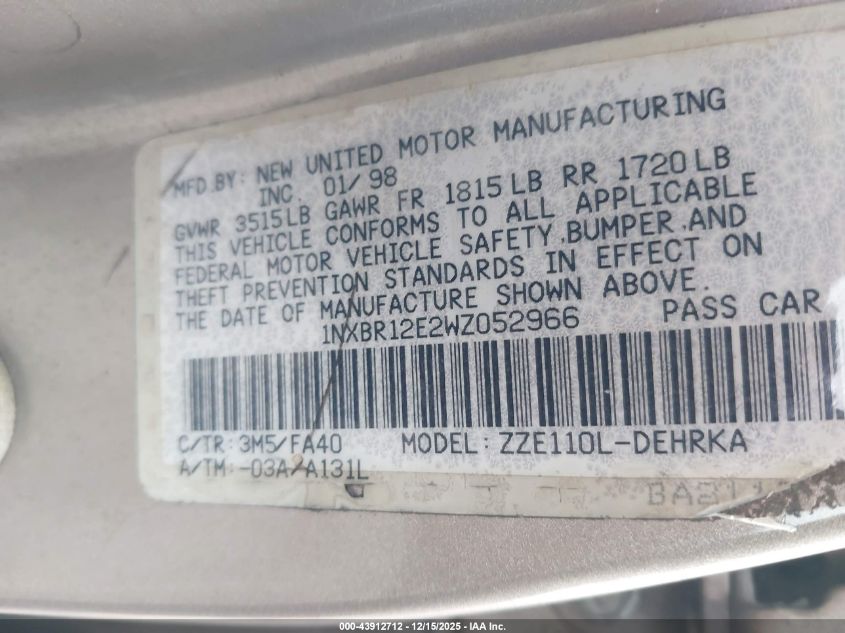 MFD.BY: NEW UNITED MOTOR MANUFACTURING
INC. 01/98
GVWR 3515LB GAWR FR 1815LB RR 1720LB
THIS VEHICLE CONFORMS TO ALL APPLICABLE
FEDERAL MOTOR VEHICLE SAFETY,BUMPER,AND
THEFT PREVENTION STANDARDS IN EFFECT ON
THE DATE OF MANUFACTURE SHOWN ABOVE.
1NXBR12E2WZ052966 PASS CAR
C/TR: 3M5/FA40 MODEL: ZZE110L-DEHRKA
A/TM: -03A/A131L
000-43912712 - 12/15/2025 - IAA Inc.